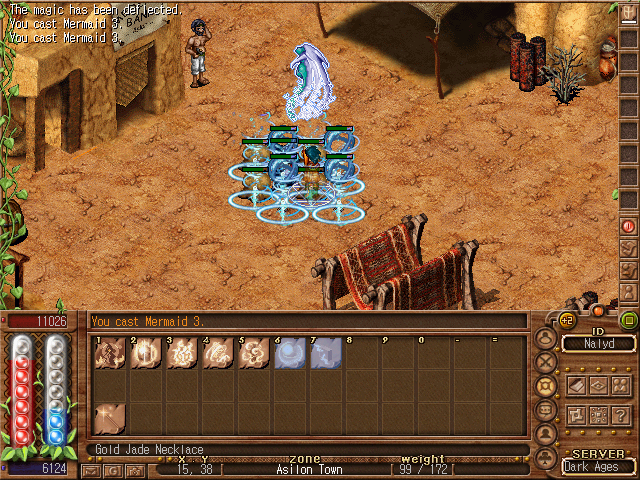 The magic has been deflected.
You cast Mermaid 3.
You cast Mermaid 3.
BANK
11026
You cast Mermaid 3.
+2
ID
Nalyd
1 2 3 4 5 6 7 8 9 0 - =
Gold Jade Necklace
SERVER
Dark Ages
6124
X Y
15, 38
ZONE
Asilon Town
weight
99 / 172
G
?